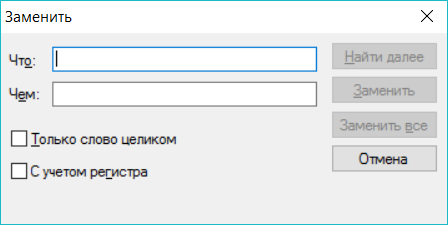 Заменить
Что:
Найти далее
Чем:
Заменить
Заменить все
Только слово целиком
Отмена
С учетом регистра